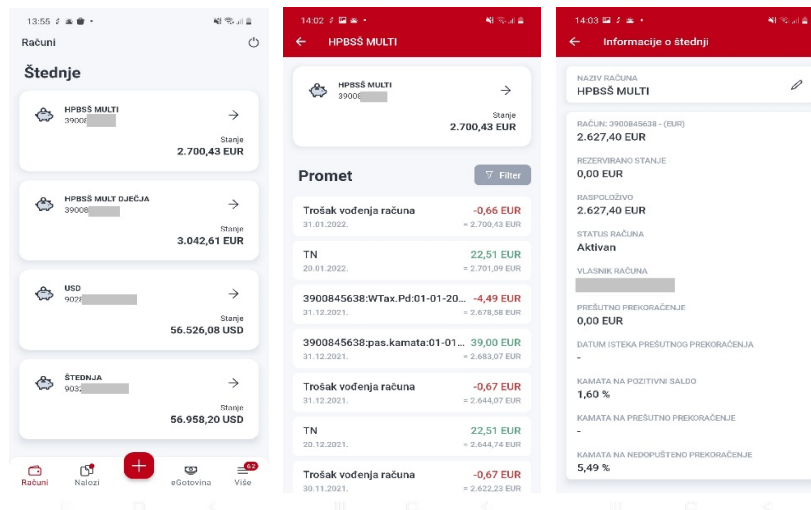 13:55
Računi
Štednje
HPBSŠ MULTI
3900
Stanje
2.700,43 EUR
HPBSŠ MULT DJEČJA
39008
Stanje
3.042,61 EUR
USD
902
Stanje
56.526,08 USD
ŠTEDNJA
903
Stanje
56.958,20 USD
Računi
Nalozi
eGotovina
62
Više
14:02
HPBSŠ MULTI
HPBSŠ MULTI
39008
Stanje
2.700,43 EUR
Promet
Filter
Trošak vođenja računa -0,66 EUR
31.01.2022. = 2.700,43 EUR
TN 22,51 EUR
20.01.2022. = 2.701,09 EUR
3900845638:WTax.Pd:01-01-20... -4,49 EUR
31.12.2021. = 2.678,58 EUR
3900845638:pas.kamata:01-01... 39,00 EUR
31.12.2021. = 2.683,07 EUR
Trošak vođenja računa -0,67 EUR
31.12.2021. = 2.644,07 EUR
TN 22,51 EUR
20.12.2021. = 2.644,74 EUR
Trošak vođenja računa -0,67 EUR
30.11.2021. = 2.622,23 EUR
14:03
Informacije o štednji
NAZIV RAČUNA
HPBSŠ MULTI
RAČUN: 3900845638 - (EUR)
2.627,40 EUR
REZERVIRANO STANJE
0,00 EUR
RASPOLOŽIVO
2.627,40 EUR
STATUS RAČUNA
Aktivan
VLASNIK RAČUNA
PREŠUTNO PREKORAČENJE
0,00 EUR
DATUM ISTEKA PREŠUTNOG PREKORAČENJA
-
KAMATA NA POZITIVNI SALDO
1,60 %
KAMATA NA PREŠUTNO PREKORAČENJE
-
KAMATA NA NEDOPUŠTENO PREKORAČENJE
5,49 %